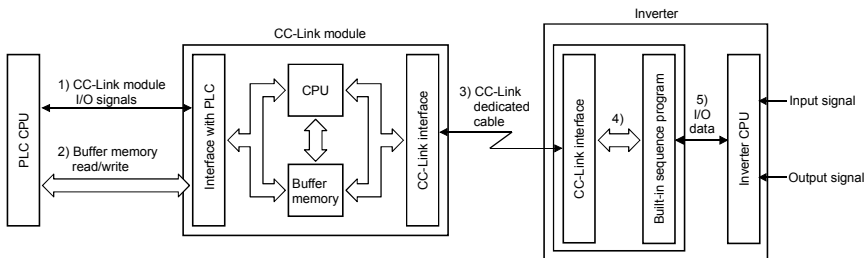 CC-Link module
Inverter
PLC CPU
1) CC-Link module
I/O signals
2) Buffer memory
read/write
Interface with PLC
CPU
Buffer
memory
CC-Link interface
3) CC-Link
dedicated
cable
CC-Link interface
4)
Built-in sequence program
5)
I/O
data
Inverter CPU
Input signal
Output signal